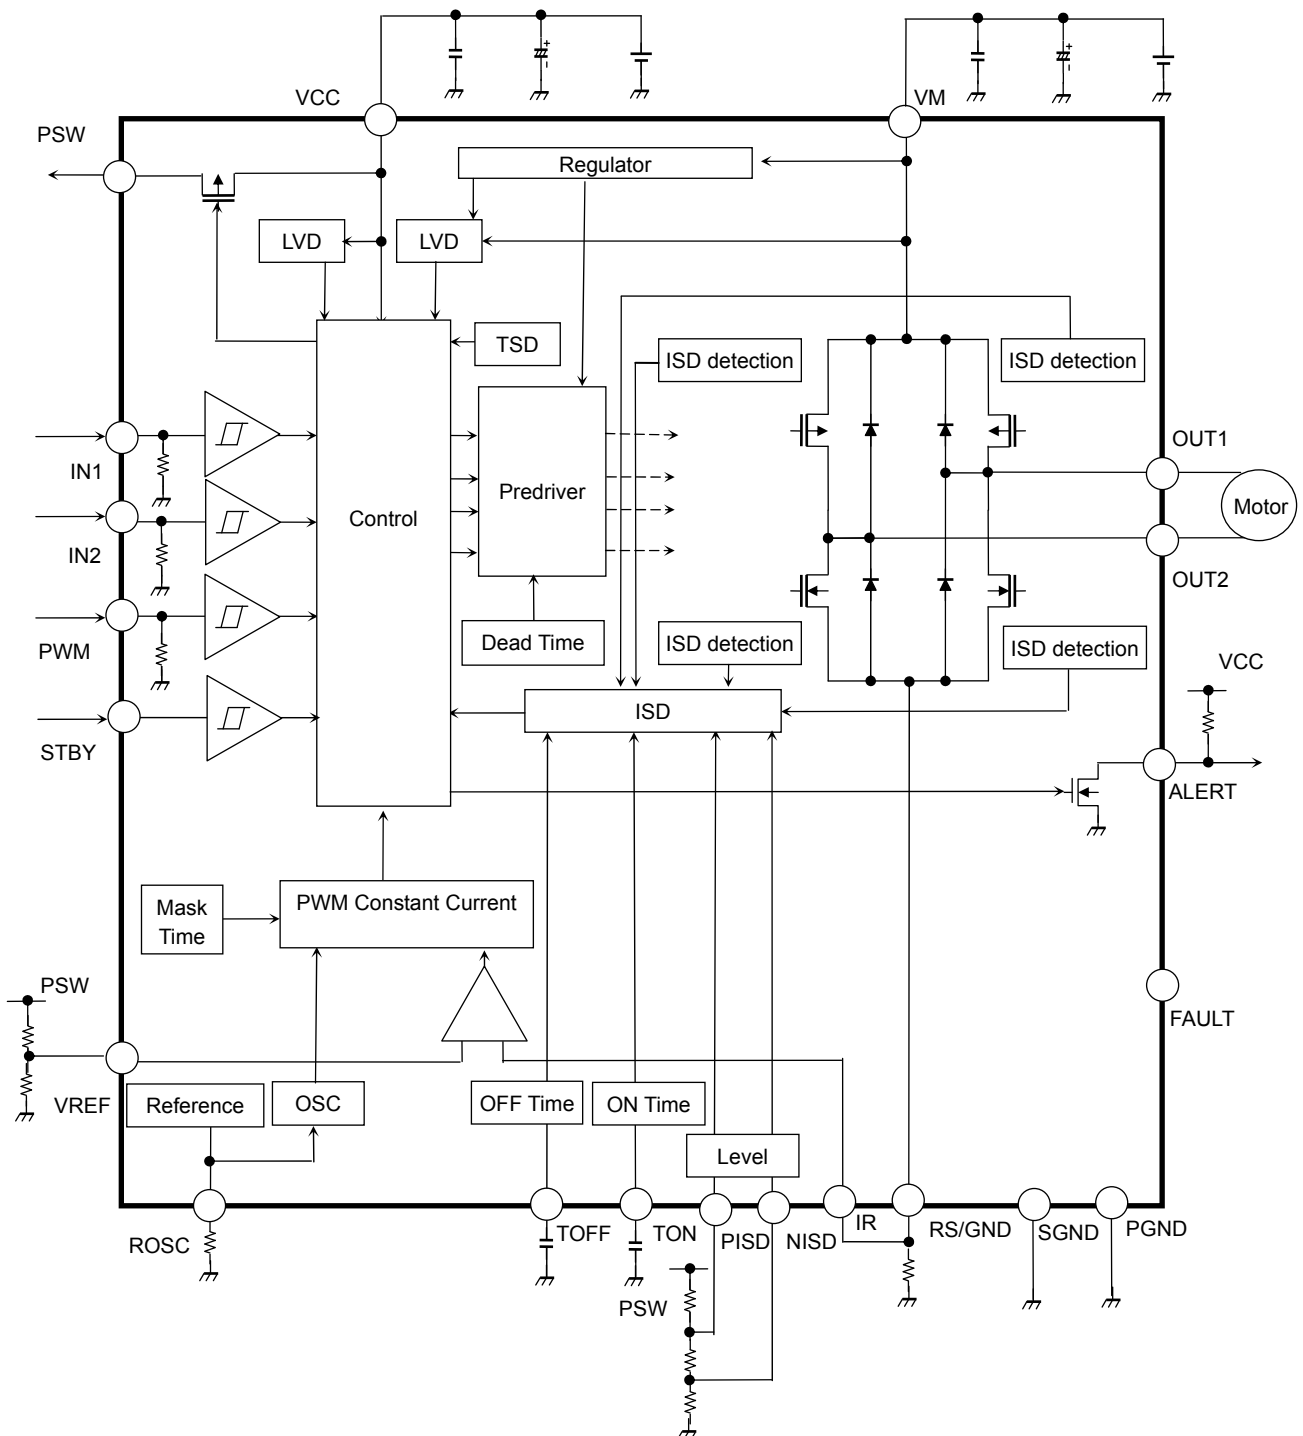 VCC
VM
PSW
Regulator
LVD
LVD
TSD
ISD detection
ISD detection
IN1
OUT1
Predriver
Control
Motor
IN2
OUT2
Dead Time
ISD detection
ISD detection
PWM
VCC
ISD
STBY
ALERT
Mask
Time
PWM Constant Current
PSW
FAULT
VREF
Reference
OSC
OFF Time
ON Time
Level
ROSC
TOFF
TON
PISD
NISD
IR
RS/GND
SGND
PGND
PSW